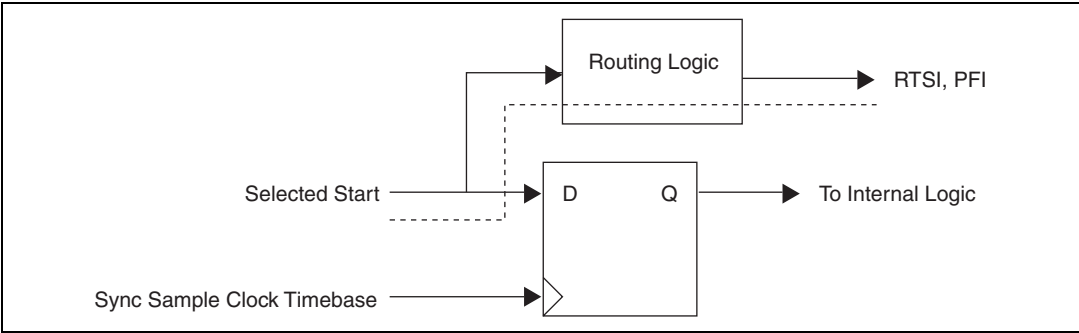 Routing Logic
RTSI, PFI
Selected Start
D
Q
To Internal Logic
Sync Sample Clock Timebase